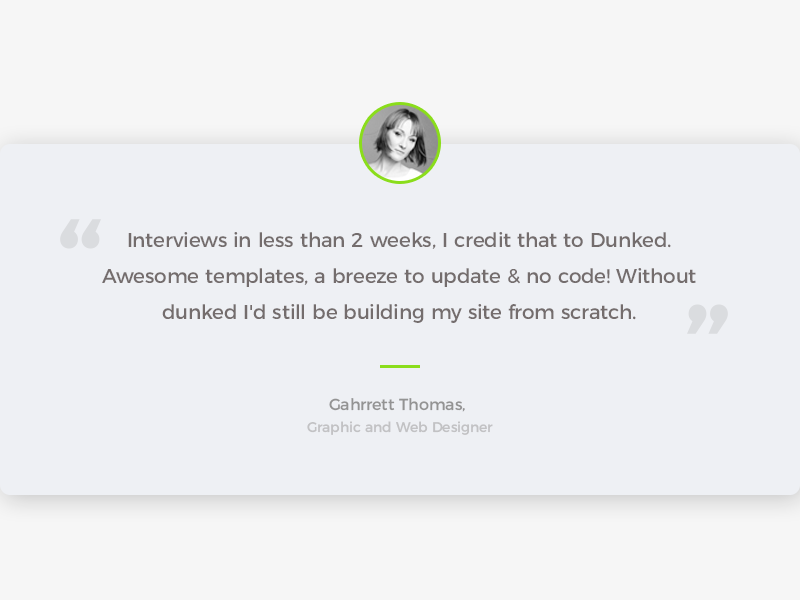 “ Interviews in less than 2 weeks, I credit that to Dunked.
Awesome templates, a breeze to update & no code! Without
dunked I'd still be building my site from scratch. ”
Gahrrett Thomas,
Graphic and Web Designer